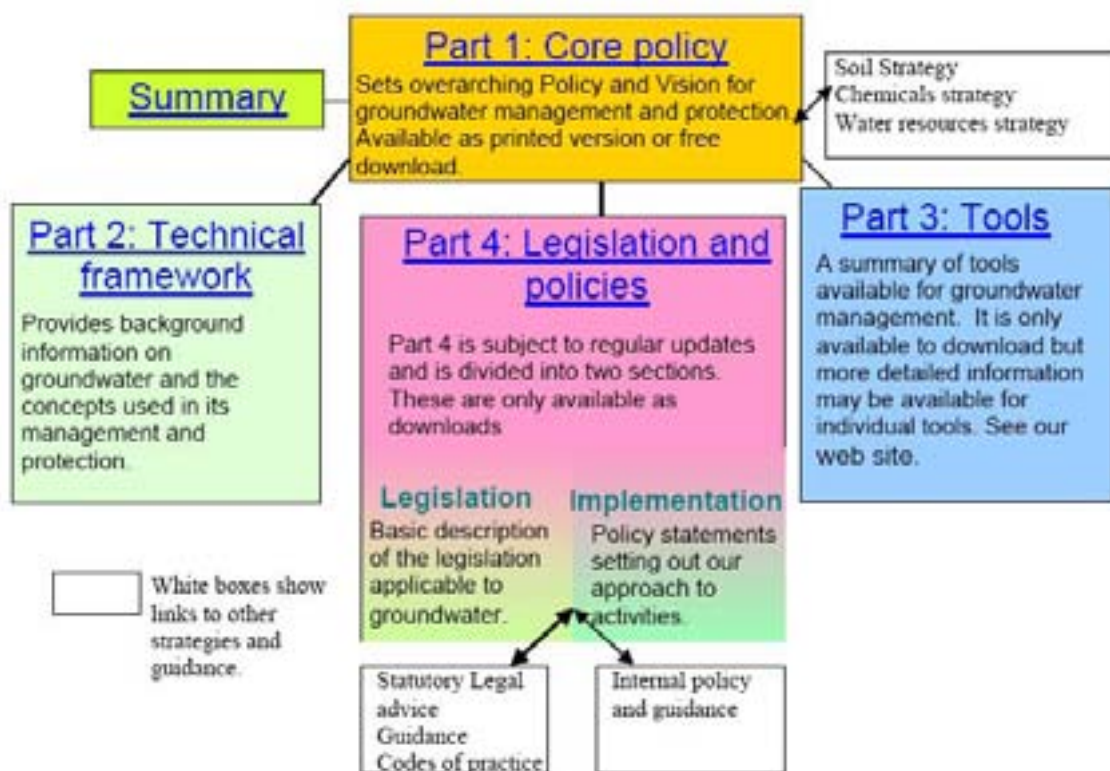 Part 1: Core policy
Sets overarching Policy and Vision for
groundwater management and protection
Available as printed version or free
download.
Summary
Soil Strategy
Chemicals strategy
Water resources strategy
Part 2: Technical
framework
Provides background
information on
groundwater and the
concepts used in its
management and
protection.
Part 4: Legislation and
policies
Part 4 is subject to regular updates
and is divided into two sections.
These are only available as
downloads
Legislation
Basic description
of the legislation
applicable to
groundwater.
Implementation
Policy statements
setting out our
approach to
activities.
Part 3: Tools
A summary of tools
available for groundwater
management. It is only
available to download but
more detailed information
may be available for
individual tools. See our
web site.
White boxes show
links to other
strategies and
guidance.
Statutory Legal
advice
Guidance
Codes of practice
Internal policy
and guidance